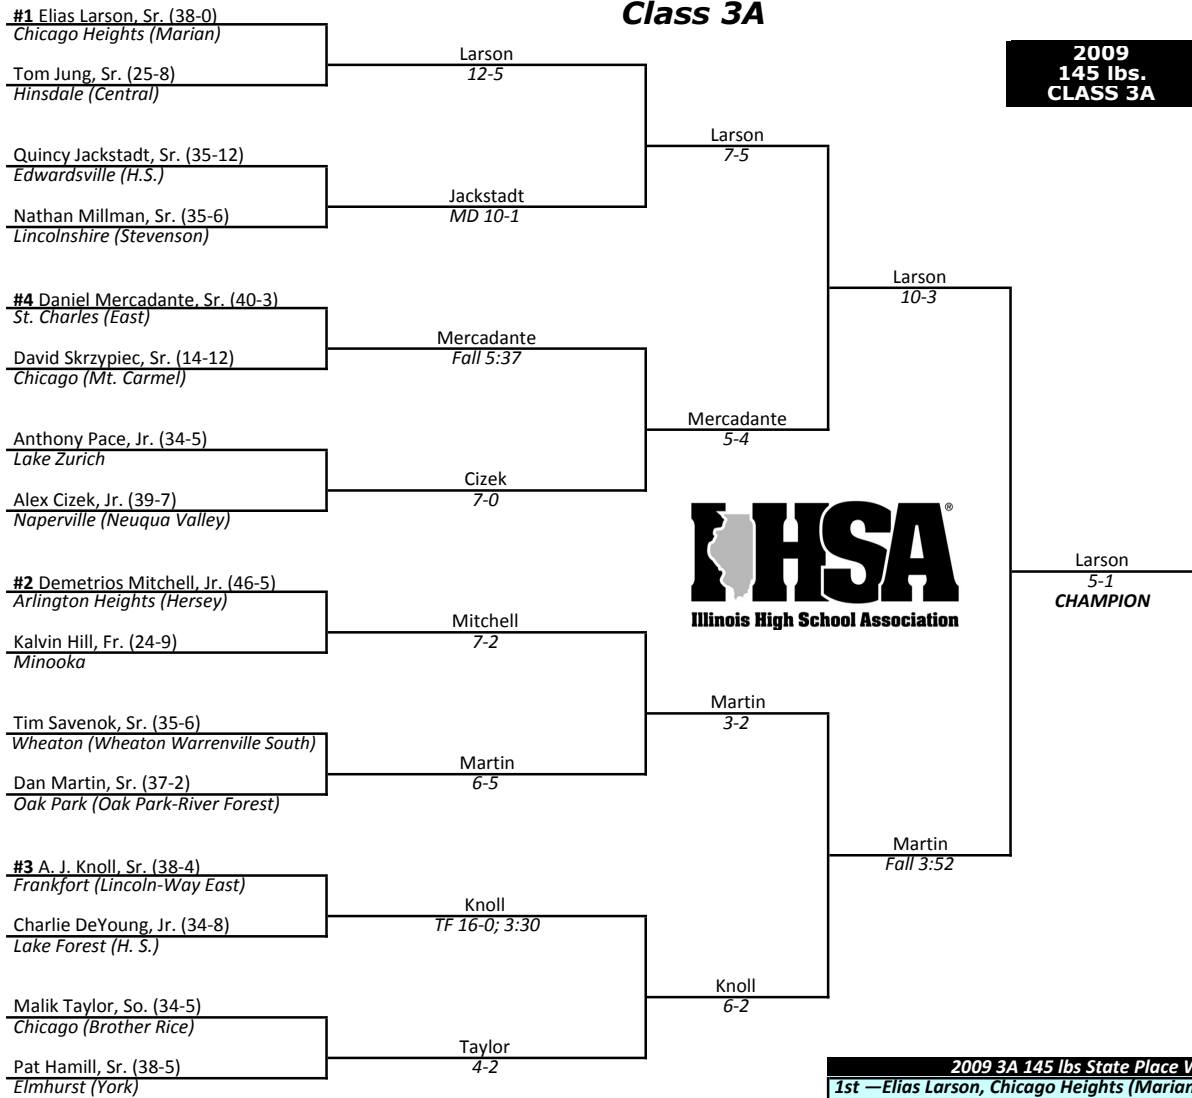 Class 3A
2009
145 lbs.
CLASS 3A
#1 Elias Larson, Sr. (38-0)
Chicago Heights (Marian)
Larson
12-5
Tom Jung, Sr. (25-8)
Hinsdale (Central)
Larson
7-5
Quincy Jackstadt, Sr. (35-12)
Edwardsville (H.S.)
Jackstadt
MD 10-1
Nathan Millman, Sr. (35-6)
Lincolnshire (Stevenson)
Larson
10-3
#4 Daniel Mercadante, Sr. (40-3)
St. Charles (East)
Mercadante
Fall 5:37
David Skrzypiec, Sr. (14-12)
Chicago (Mt. Carmel)
Mercadante
5-4
Anthony Pace, Jr. (34-5)
Lake Zurich
Cizek
7-0
Alex Cizek, Jr. (39-7)
Naperville (Neuqua Valley)
IHSA®
Illinois High School Association
Larson
5-1
CHAMPION
#2 Demetrios Mitchell, Jr. (46-5)
Arlington Heights (Hersey)
Mitchell
7-2
Kalvin Hill, Fr. (24-9)
Minooka
Martin
3-2
Tim Savenok, Sr. (35-6)
Wheaton (Wheaton Warrenville South)
Martin
6-5
Dan Martin, Sr. (37-2)
Oak Park (Oak Park-River Forest)
Martin
Fall 3:52
#3 A. J. Knoll, Sr. (38-4)
Frankfort (Lincoln-Way East)
Knoll
TF 16-0; 3:30
Charlie DeYoung, Jr. (34-8)
Lake Forest (H. S.)
Knoll
6-2
Malik Taylor, So. (34-5)
Chicago (Brother Rice)
Taylor
4-2
Pat Hamill, Sr. (38-5)
Elmhurst (York)
2009 3A 145 lbs State Place W
1st —Elias Larson, Chicago Heights (Marian